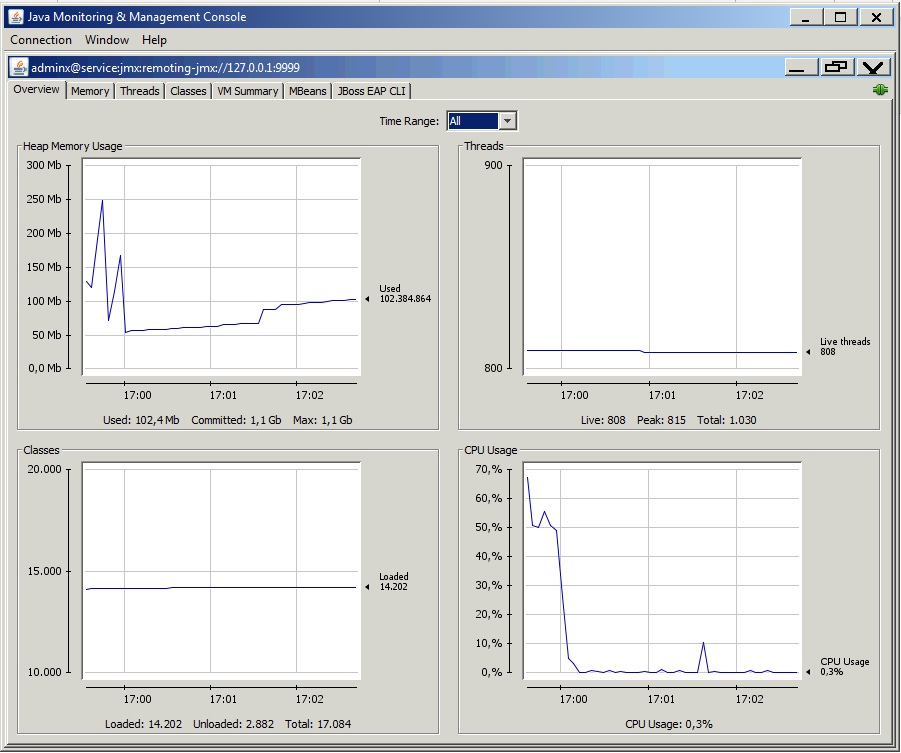 Java Monitoring & Management Console
Connection Window Help
adminx@service:jmx:remoting-jmx://127.0.0.1:9999
Overview Memory Threads Classes VM Summary MBeans JBoss EAP CLI
Time Range: All
Heap Memory Usage
300 Mb
250 Mb
200 Mb
150 Mb
100 Mb
50 Mb
0,0 Mb
Used
102.384.864
17:00 17:01 17:02
Used: 102,4 Mb Committed: 1,1 Gb Max: 1,1 Gb
Threads
900
800
Live threads
808
17:00 17:01 17:02
Live: 808 Peak: 815 Total: 1.030
Classes
20.000
15.000
10.000
Loaded
14.202
17:00 17:01 17:02
Loaded: 14.202 Unloaded: 2.882 Total: 17.084
CPU Usage
70,%
60,%
50,%
40,%
30,%
20,%
10,%
0,%
CPU Usage
0,3%
17:00 17:01 17:02
CPU Usage: 0,3%